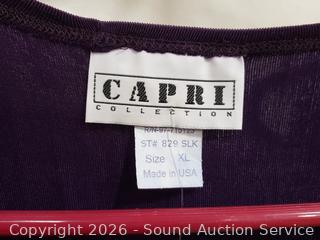 CAPRI
COLLECTION
ST# 829 SLK
Size XL
Made in USA
Copyright 2026 - Sound Auction Service